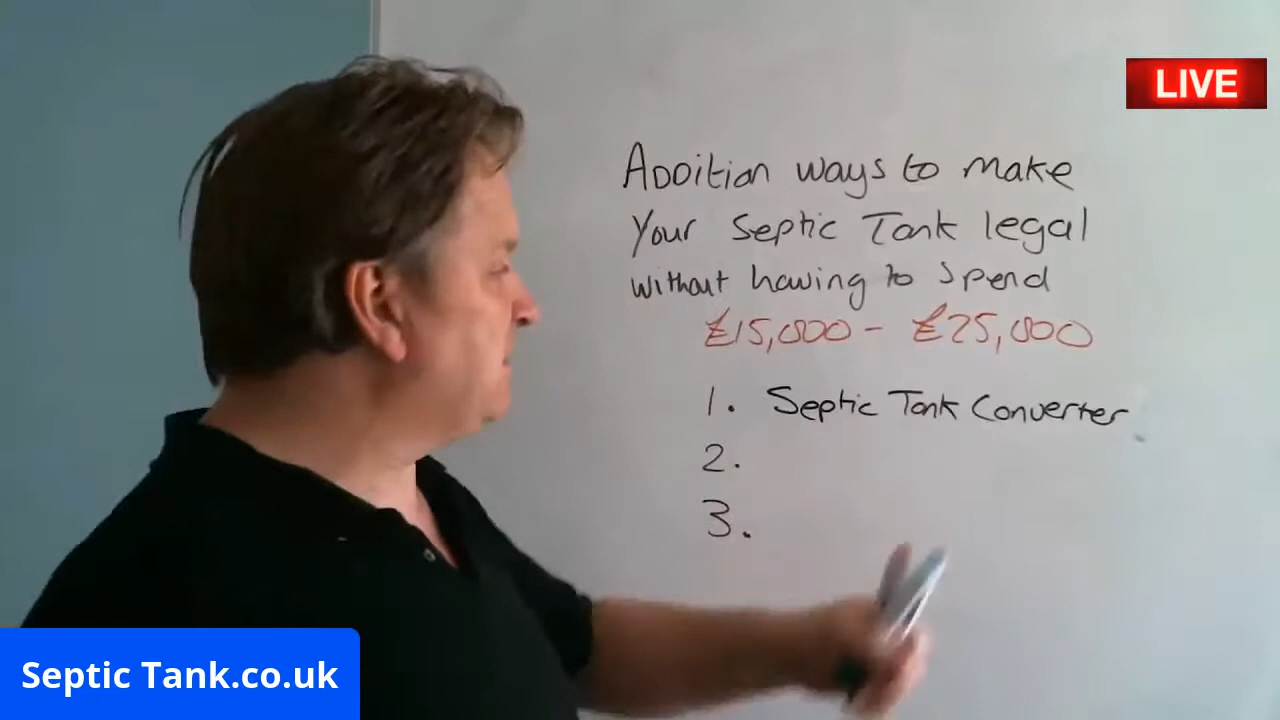 LIVE
Addition ways to make
Your Septic Tank legal
without having to spend
£15,000 - £25,000
1. Septic Tank Converter
2.
3.
Septic Tank.co.uk